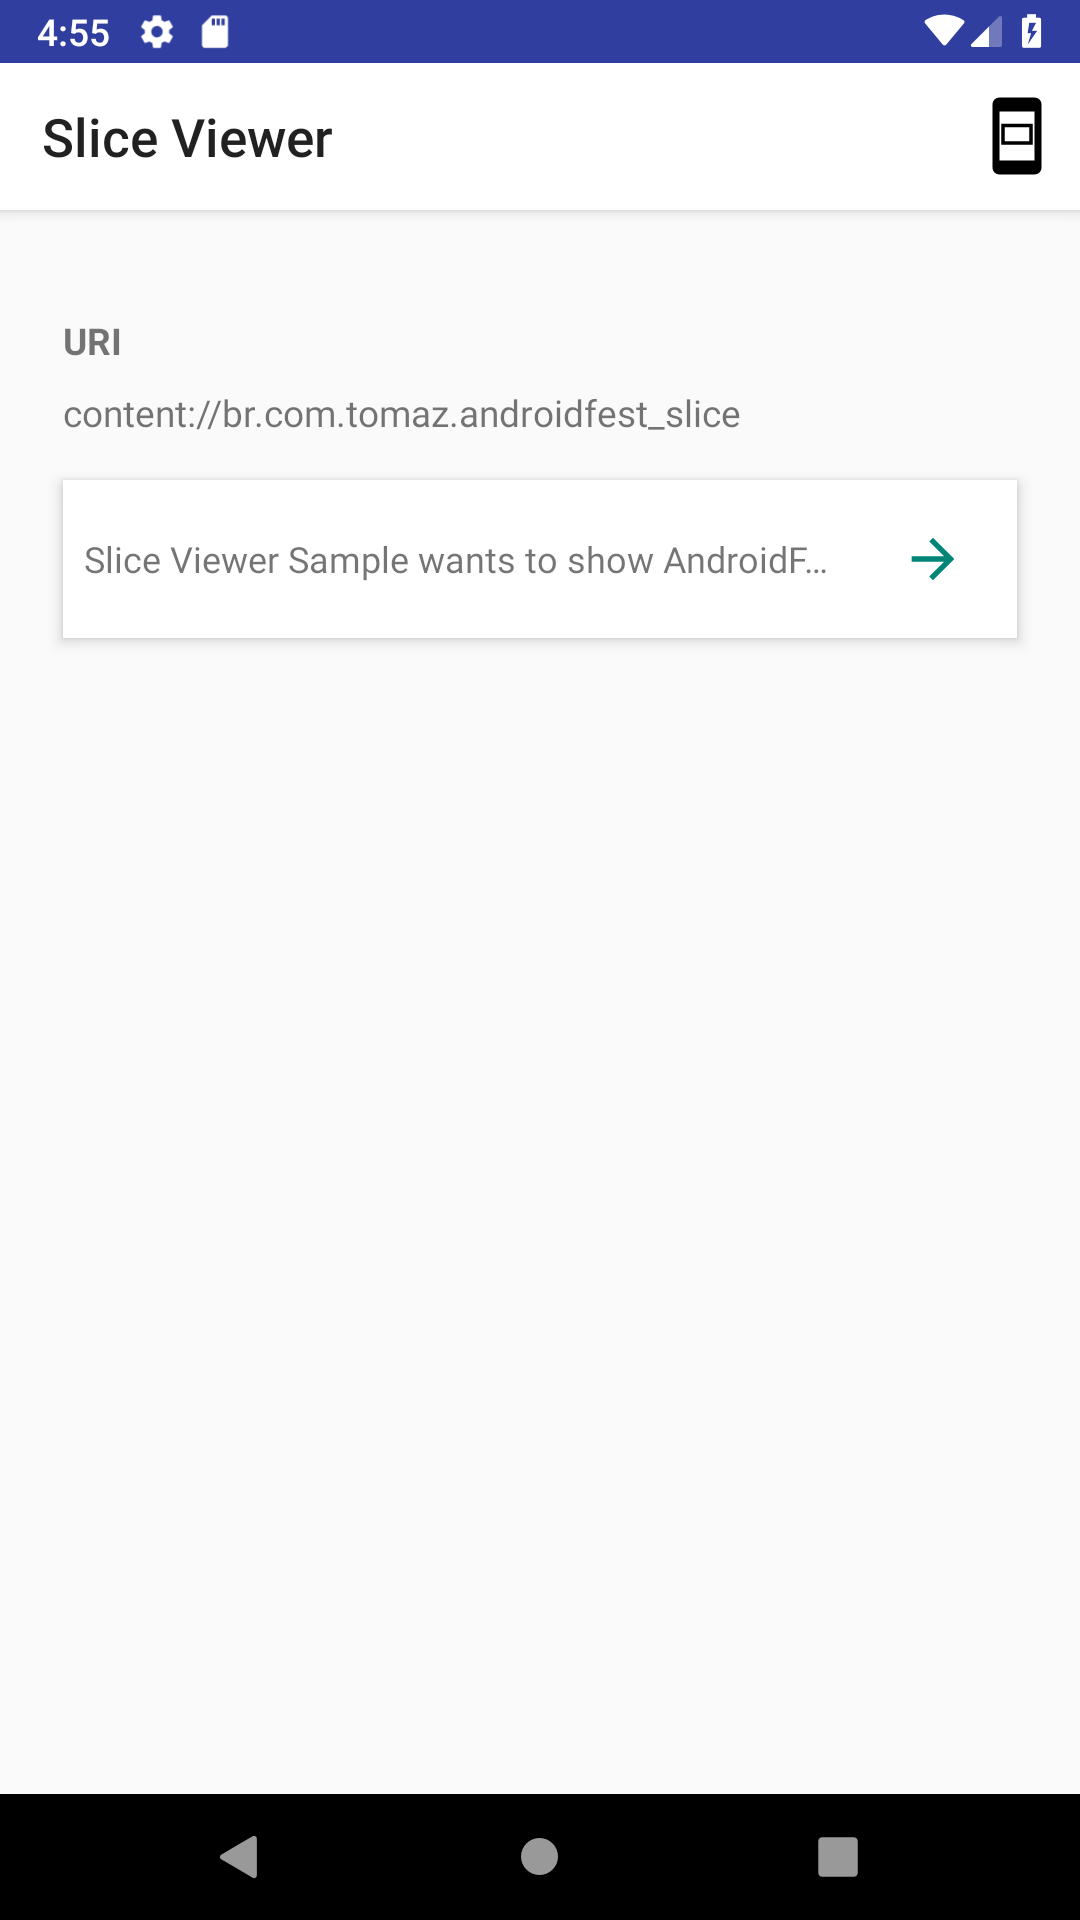 4:55
Slice Viewer
URI
content://br.com.tomaz.androidfest_slice
Slice Viewer Sample wants to show AndroidF...